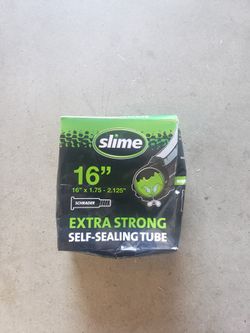 slime
16"
16" x 1.75 - 2.125"
SCHRADER
EXTRA STRONG
SELF-SEALING TUBE